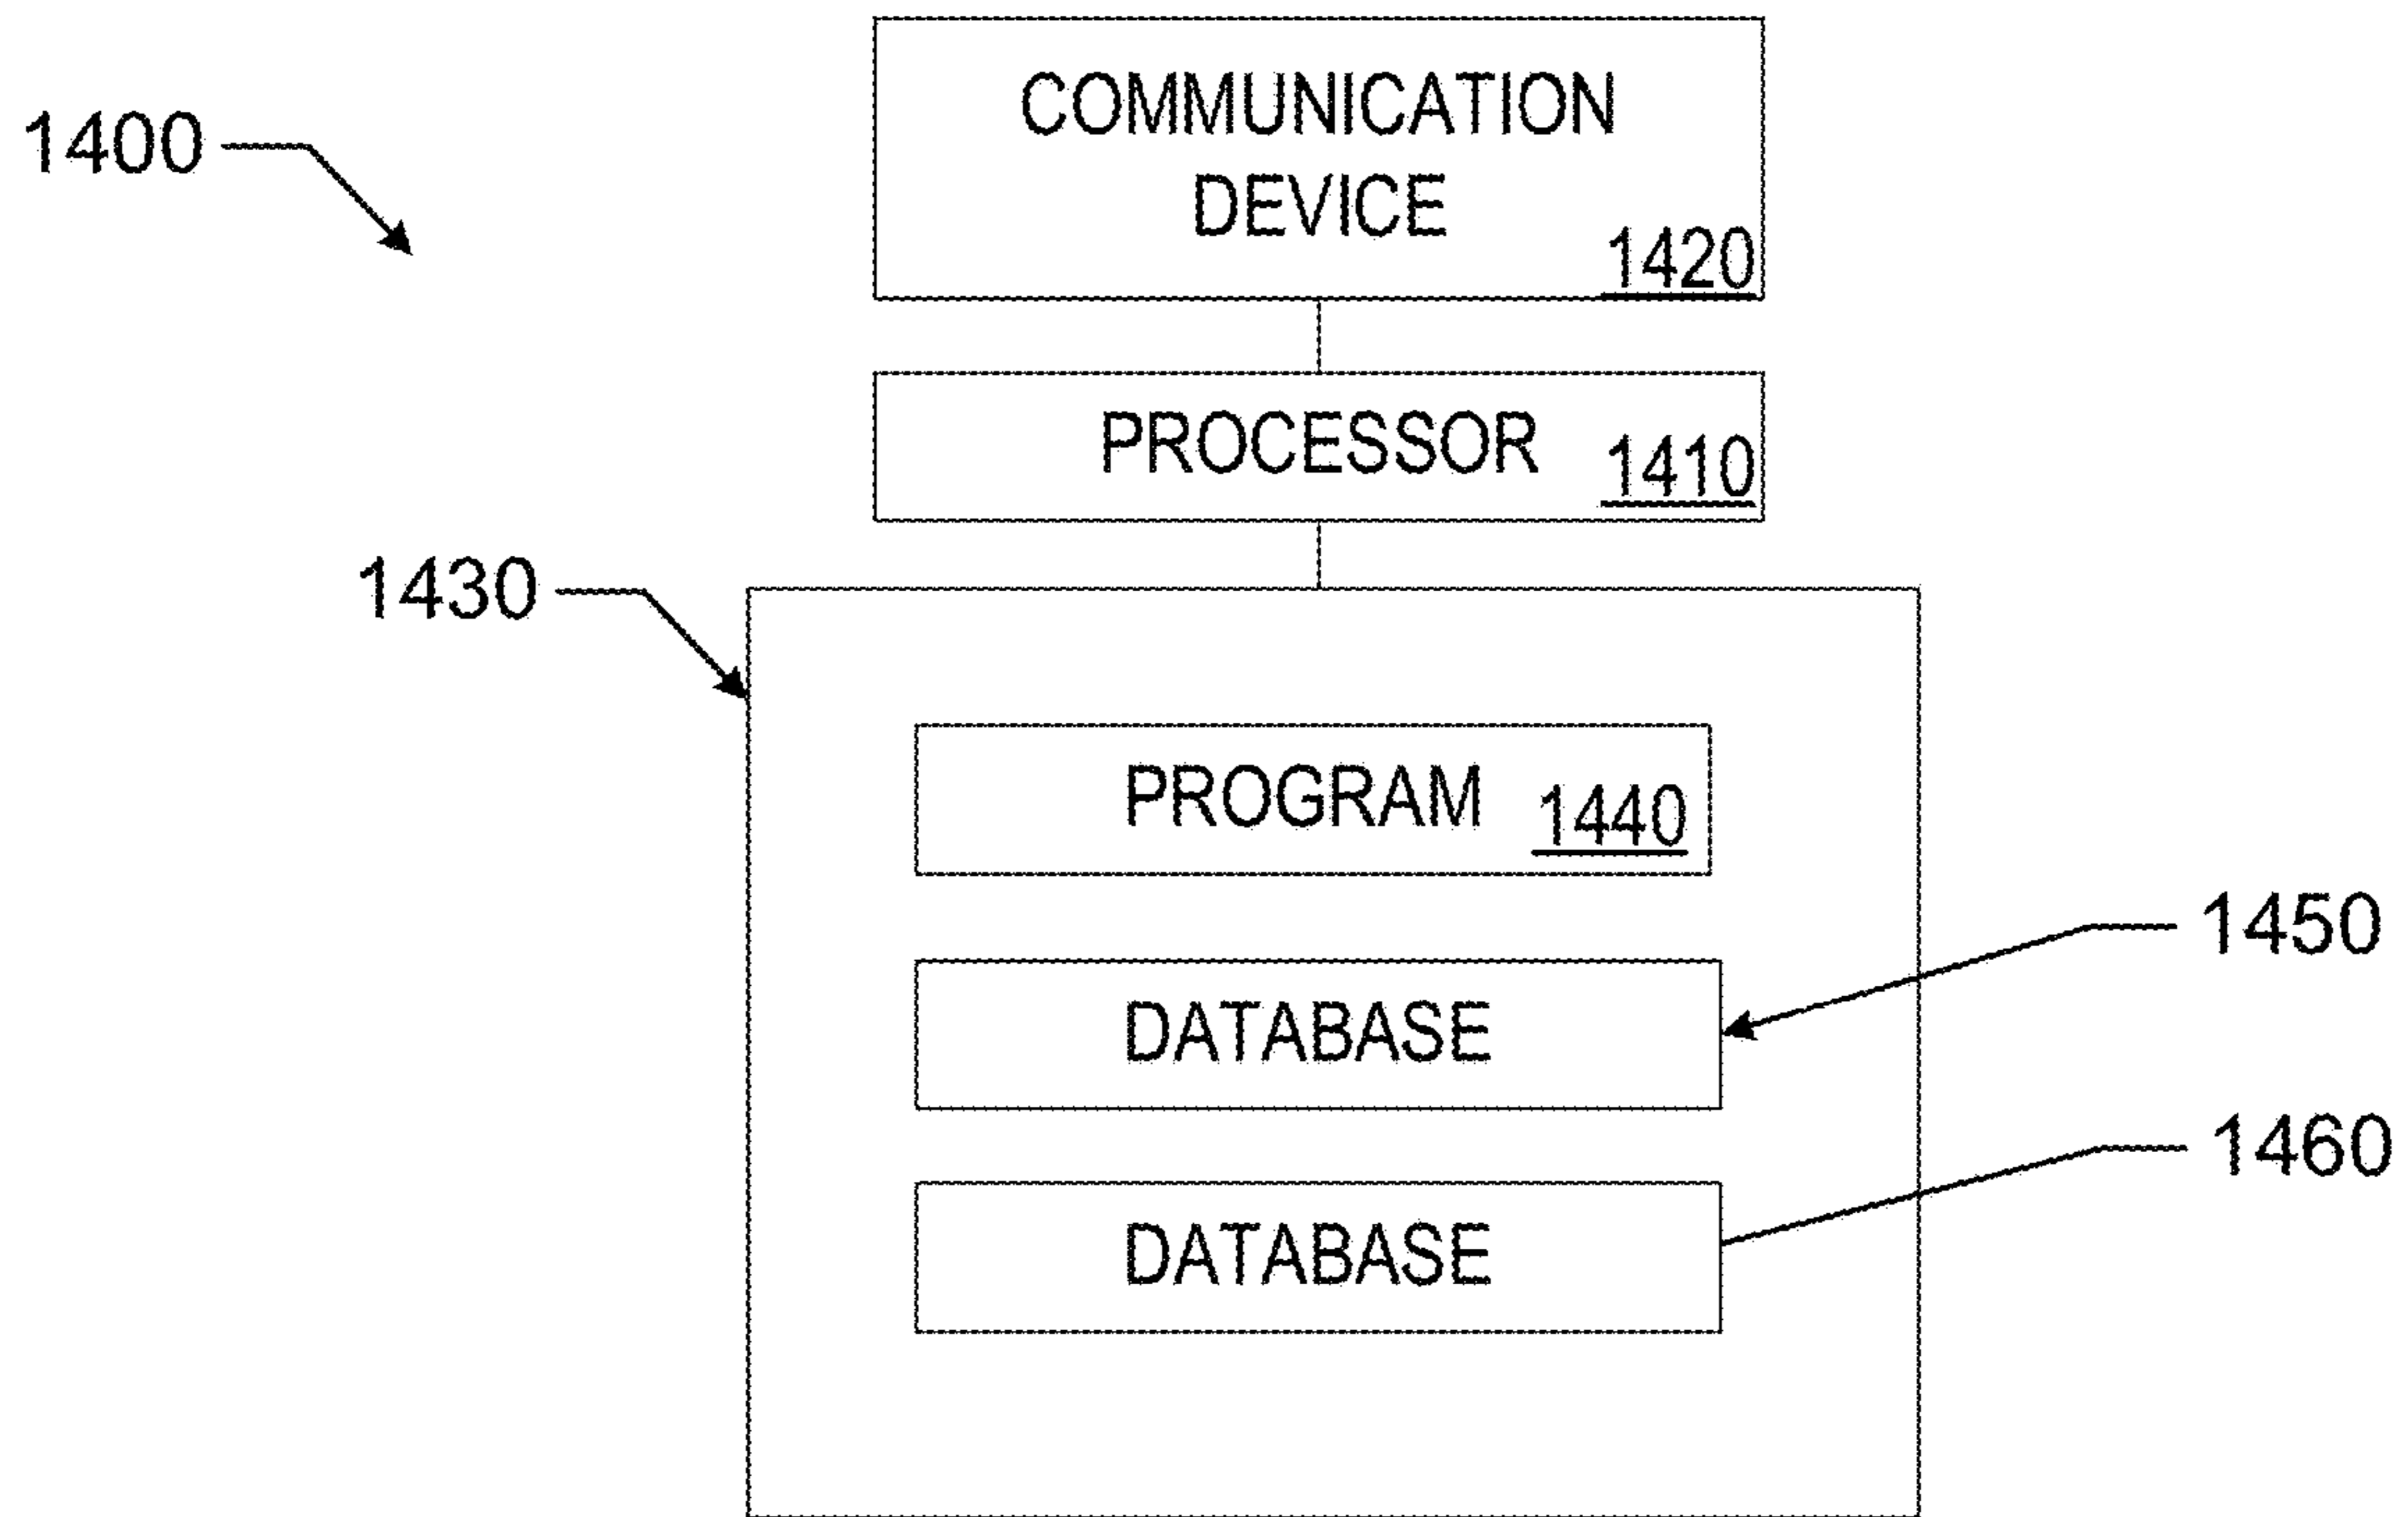 1400
COMMUNICATION
DEVICE
1420
PROCESSOR
1410
1430
PROGRAM
1440
1450
DATABASE
1460
DATABASE